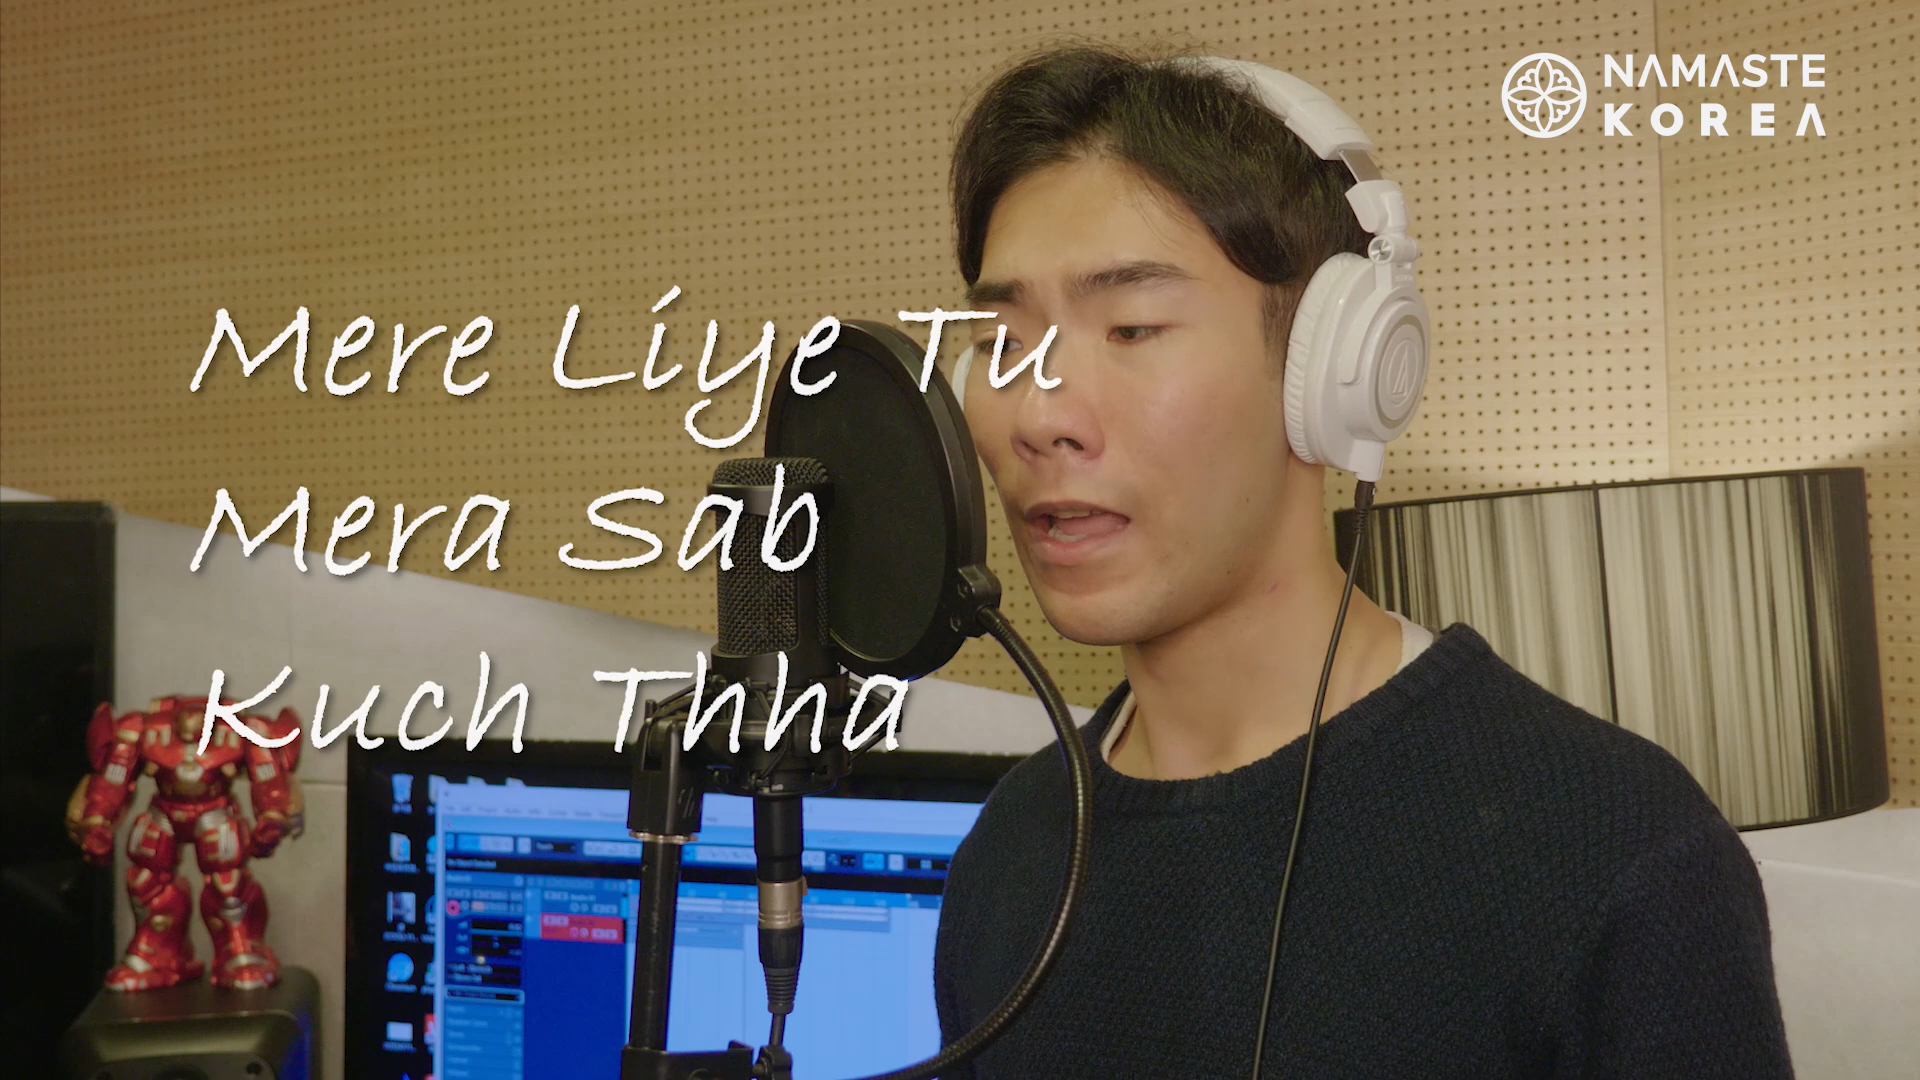 NAMASTE
KOREA
Mere Liye Tu
Mera Sab
Kuch Thha